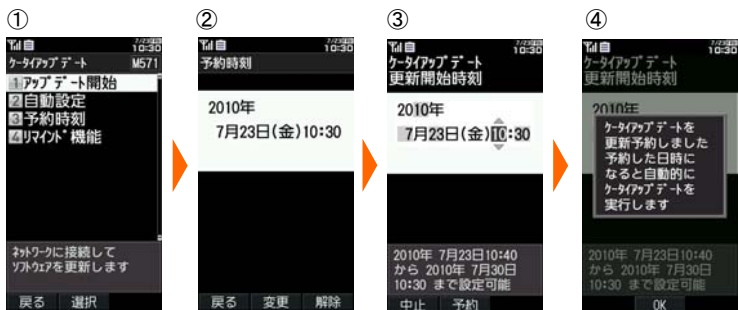 ①
7/23㊎
10:30
ｹｰﾀｲｱｯﾌﾟﾃﾞｰﾄ M571
1ｱｯﾌﾟﾃﾞｰﾄ開始
2自動設定
3予約時刻
4ﾘﾏｲﾝﾄﾞ機能
ﾈｯﾄﾜｰｸに接続して
ｿﾌﾄｳｪｱを更新します
戻る 選択
②
10:30
予約時刻
2010年
7月23日(金)10:30
戻る 変更 解除
③
10:30
ｹｰﾀｲｱｯﾌﾟﾃﾞｰﾄ
更新開始時刻
2010年
7月23日(金)10:30
2010年 7月23日10:40
から 2010年 7月30日
10:30 まで設定可能
中止 予約
④
10:30
ｹｰﾀｲｱｯﾌﾟﾃﾞｰﾄ
更新開始時刻
2010年
ｹｰﾀｲｱｯﾌﾟﾃﾞｰﾄを
更新予約しました
予約した日時に
なると自動的に
ｹｰﾀｲｱｯﾌﾟﾃﾞｰﾄを
実行します
2010年 7月23日10:40
から 2010年 7月30日
10:30 まで設定可能
OK